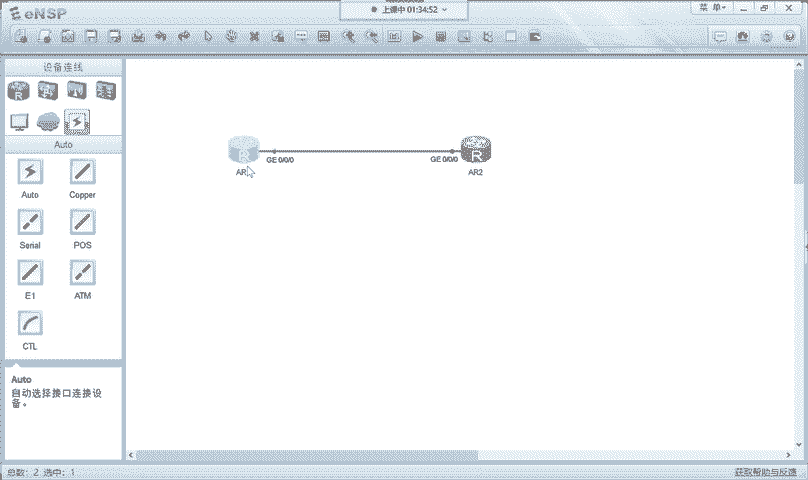 eNSP
上课中 01:34:52
菜 单
设备连线
Auto
Auto
Copper
Serial
POS
E1
ATM
CTL
GE 0/0/0
GE 0/0/0
AR2
Auto
自动选择接口连接设
备。
总数: 2 选中: 1
获取帮助与反馈